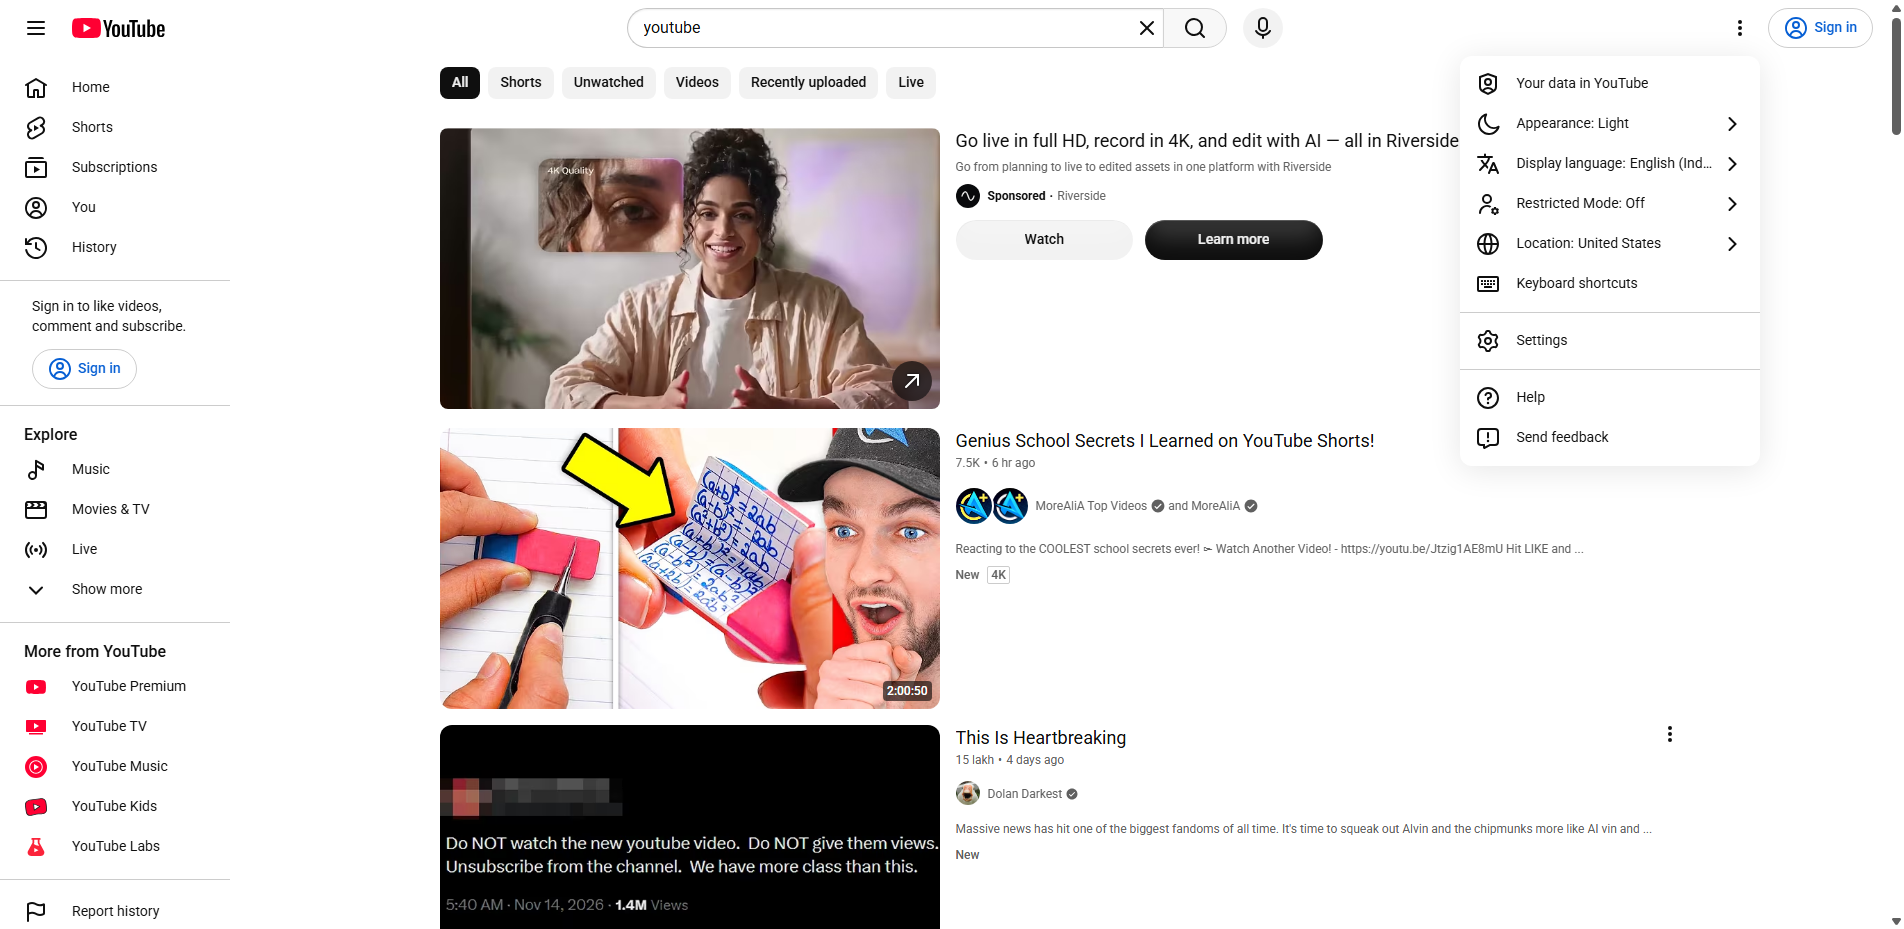 YouTube
youtube
Sign in
Home
Shorts
Subscriptions
You
History
Sign in to like videos,
comment and subscribe.
Sign in
Explore
Music
Movies & TV
Live
Show more
More from YouTube
YouTube Premium
YouTube TV
YouTube Music
YouTube Kids
YouTube Labs
Report history
All
Shorts
Unwatched
Videos
Recently uploaded
Live
4K Quality
Go live in full HD, record in 4K, and edit with AI — all in Riverside
Go from planning to live to edited assets in one platform with Riverside
Sponsored · Riverside
Watch
Learn more
2:00:50
Genius School Secrets I Learned on YouTube Shorts!
7.5K • 6 hr ago
MoreAliA Top Videos and MoreAliA
Reacting to the COOLEST school secrets ever! ➛ Watch Another Video! - https://youtu.be/Jtzig1AE8mU Hit LIKE and ...
New
4K
Do NOT watch the new youtube video. Do NOT give them views.
Unsubscribe from the channel. We have more class than this.
5:40 AM · Nov 14, 2026 · 1.4M Views
This Is Heartbreaking
15 lakh • 4 days ago
Dolan Darkest
Massive news has hit one of the biggest fandoms of all time. It's time to squeak out Alvin and the chipmunks more like AI vin and ...
New
Your data in YouTube
Appearance: Light
Display language: English (Ind...
Restricted Mode: Off
Location: United States
Keyboard shortcuts
Settings
Help
Send feedback